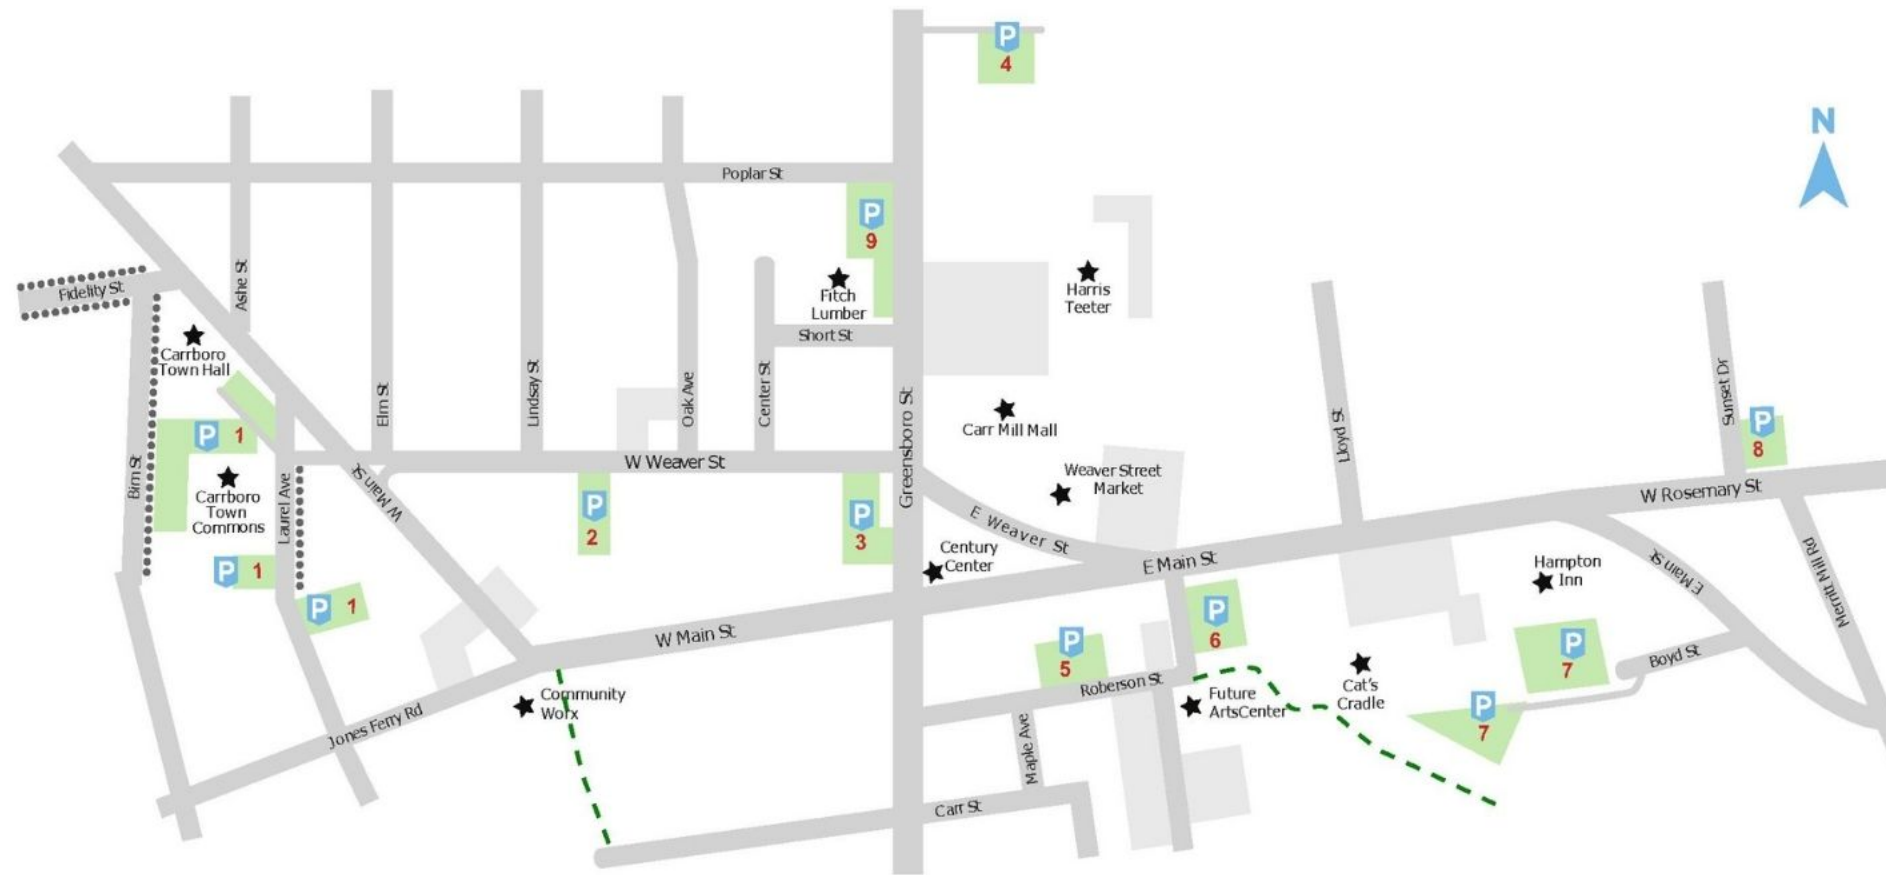 P
4
N
Poplar St
P
9
Ashe St
Fidelity St
Fitch
Lumber
Harris
Teeter
Short St
Carrboro
Town Hall
Elm St
Lindsay St
Oak Ave
Center St
Greensboro St
Carr Mill Mall
Lloyd St
Sunset Dr
P
8
P 1
Bim St
Carrboro
Town
Commons
Laurel Ave
W Main St
W Weaver St
Weaver Street
Market
W Rosemary St
P
2
P
3
E Weaver St
Century
Center
E Main St
Hampton
Inn
E Main St
Merritt Mill Rd
P 1
P 1
W Main St
P
5
P
6
P
7
Boyd St
Roberson St
Community
Worx
Jones Ferry Rd
Maple Ave
Future
ArtsCenter
Cat's
Cradle
P
7
Carr St